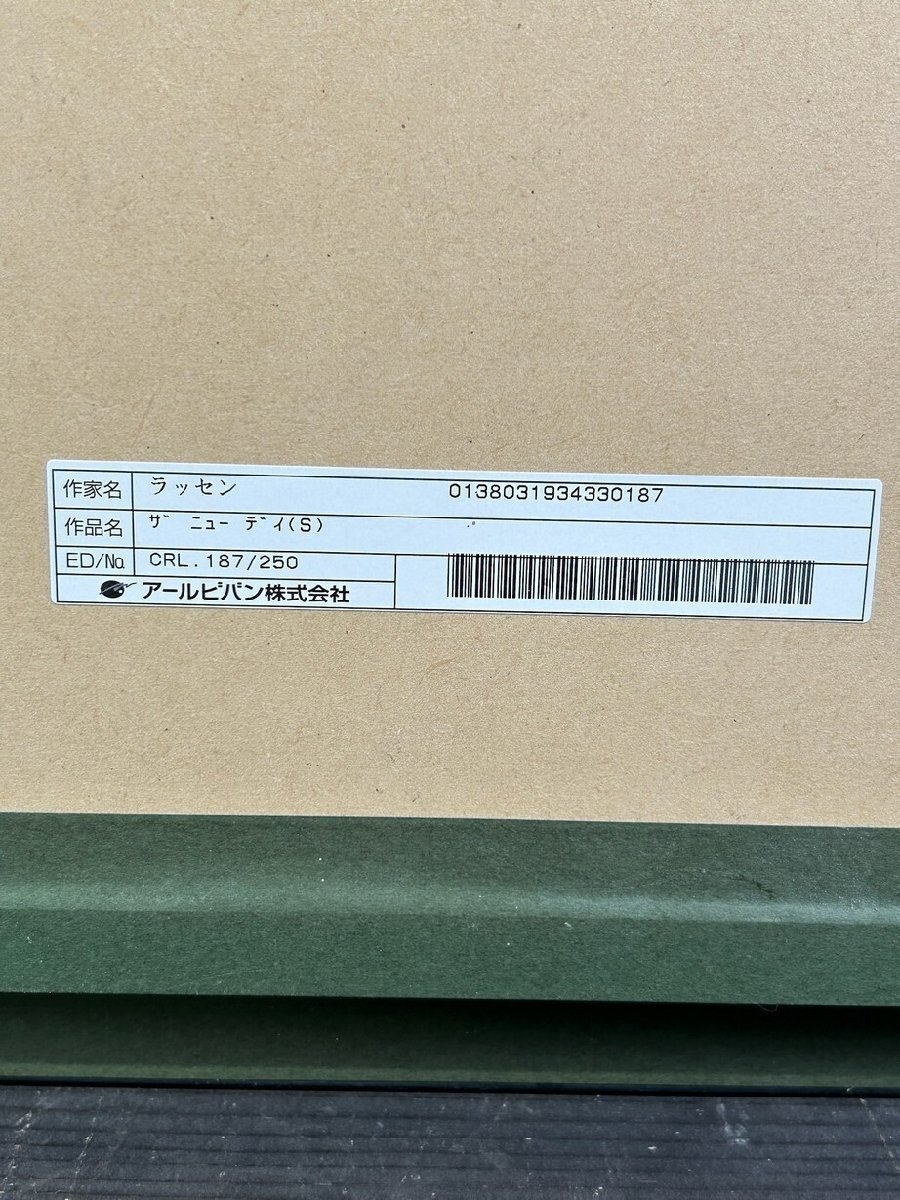 作家名 ラッセン 0138031934330187
作品名 ｻﾞ ﾆｭｰ ﾃﾞｲ(S)
ED/No. CRL.187/250
アールビバン株式会社